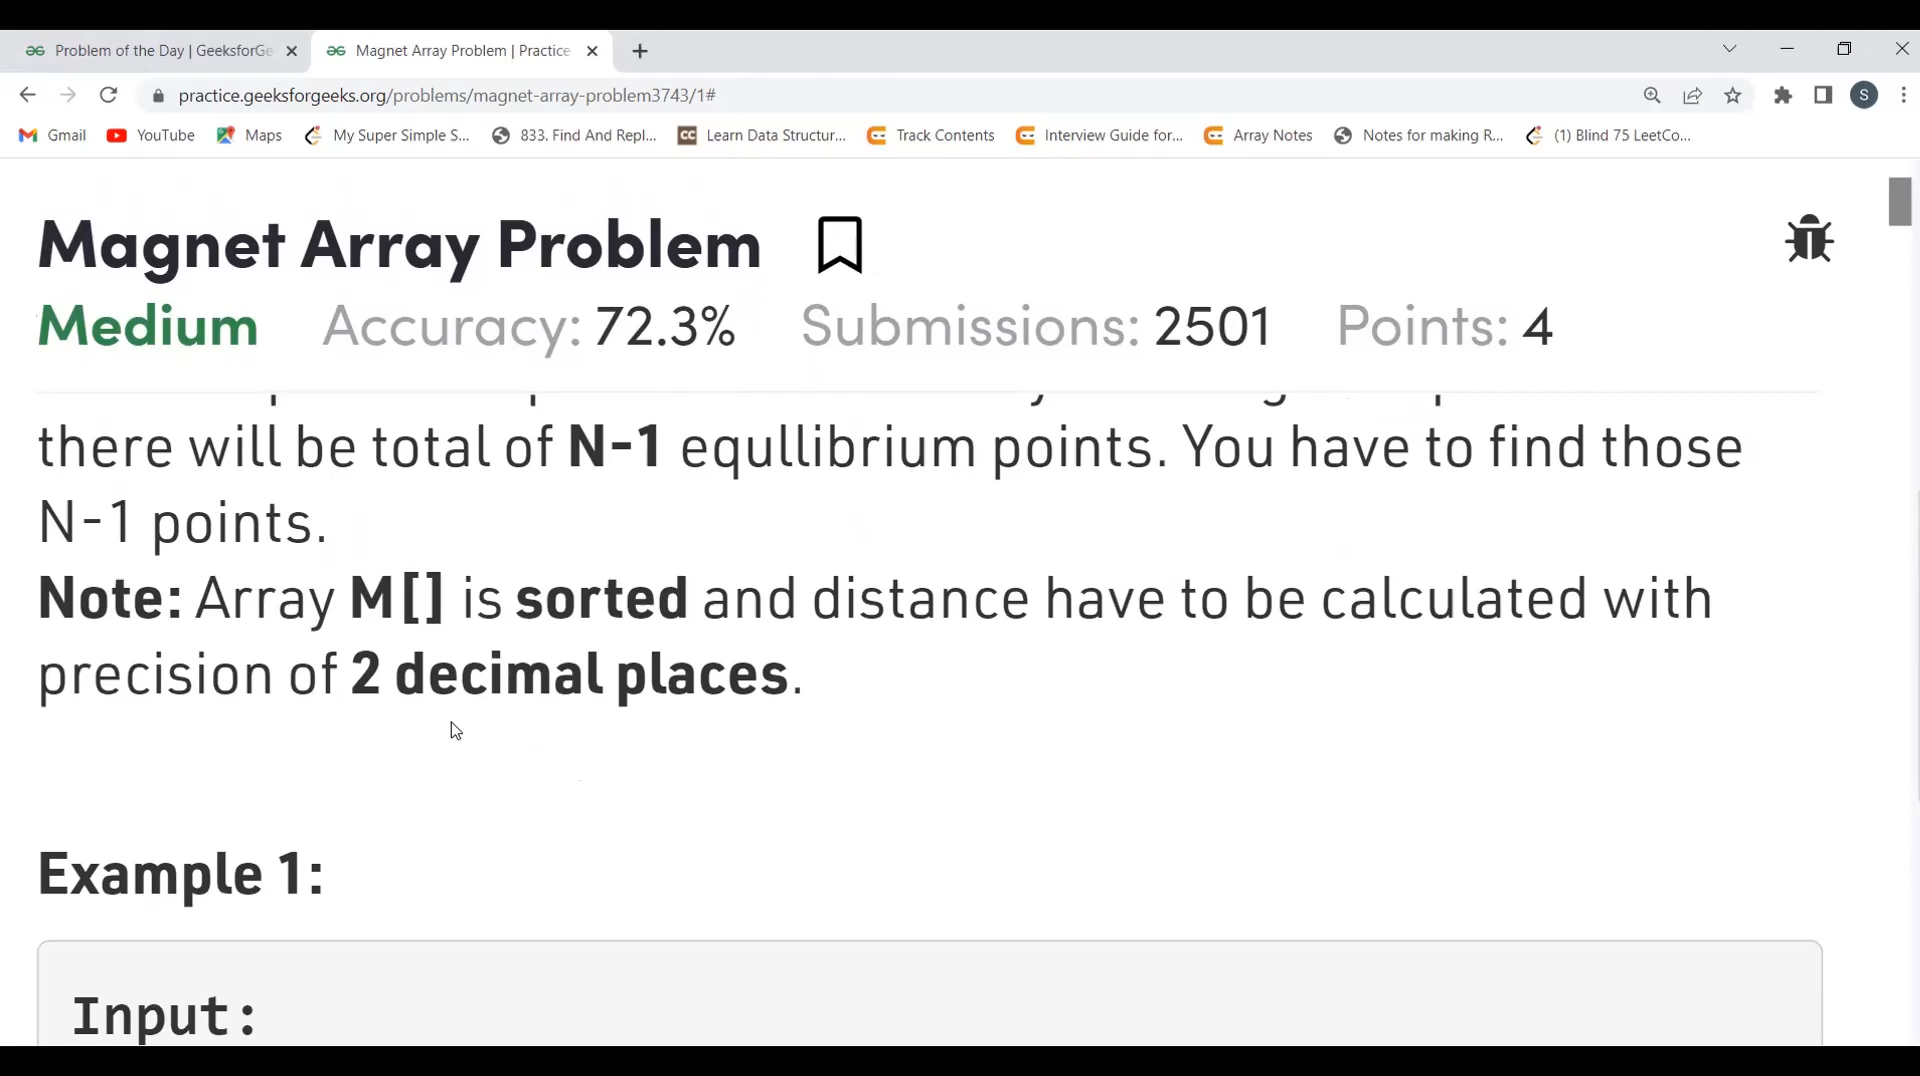 Problem of the Day | GeeksforGe
Magnet Array Problem | Practice
practice.geeksforgeeks.org/problems/magnet-array-problem3743/1#
S
Gmail YouTube Maps My Super Simple S... 833. Find And Repl... CC Learn Data Structur... Track Contents Interview Guide for... Array Notes Notes for making R... (1) Blind 75 LeetCo...
Magnet Array Problem
Medium Accuracy: 72.3% Submissions: 2501 Points: 4
there will be total of N-1 equllibrium points. You have to find those
N-1 points.
Note: Array M[] is sorted and distance have to be calculated with
precision of 2 decimal places.
Example 1:
Input: